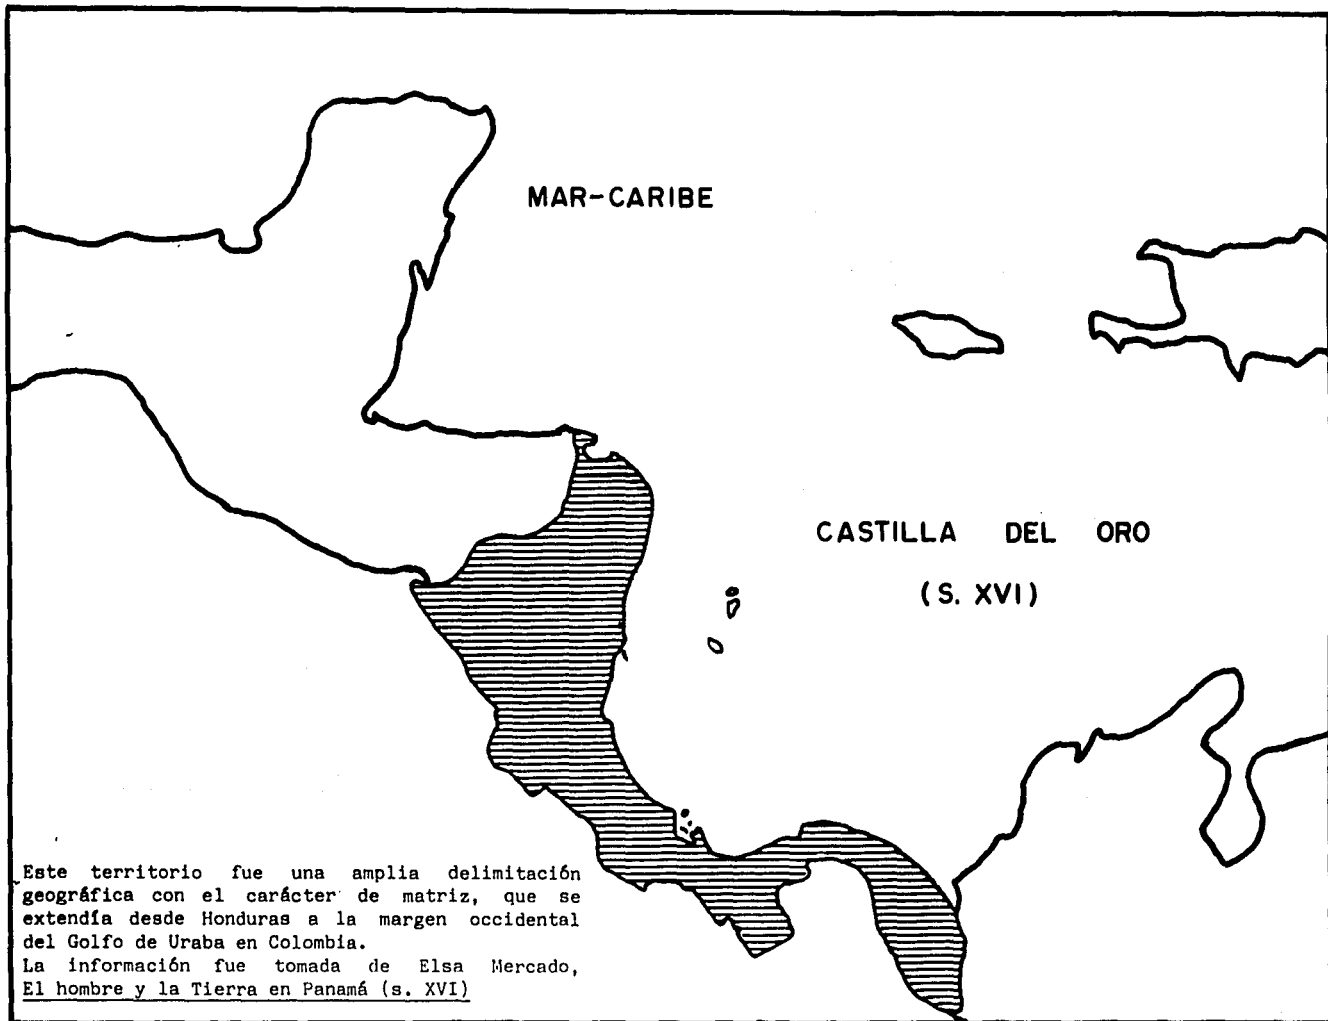 MAR-CARIBE
CASTILLA DEL ORO
(S. XVI)
Este territorio fue una amplia delimitación
geográfica con el carácter de matriz, que se
extendía desde Honduras a la margen occidental
del Golfo de Uraba en Colombia.
La información fue tomada de Elsa Mercado,
El hombre y la Tierra en Panamá (s. XVI)